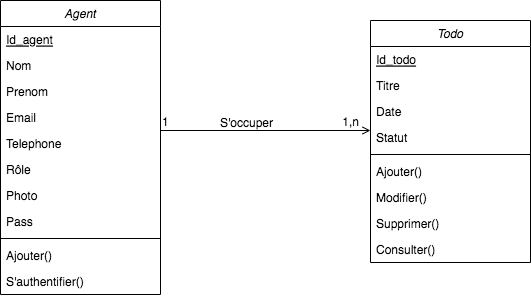 Agent
Id_agent
Nom
Prenom
Email
Telephone
Rôle
Photo
Pass
Ajouter()
S'authentifier()
1
S'occuper
1,n
Todo
Id_todo
Titre
Date
Statut
Ajouter()
Modifier()
Supprimer()
Consulter()